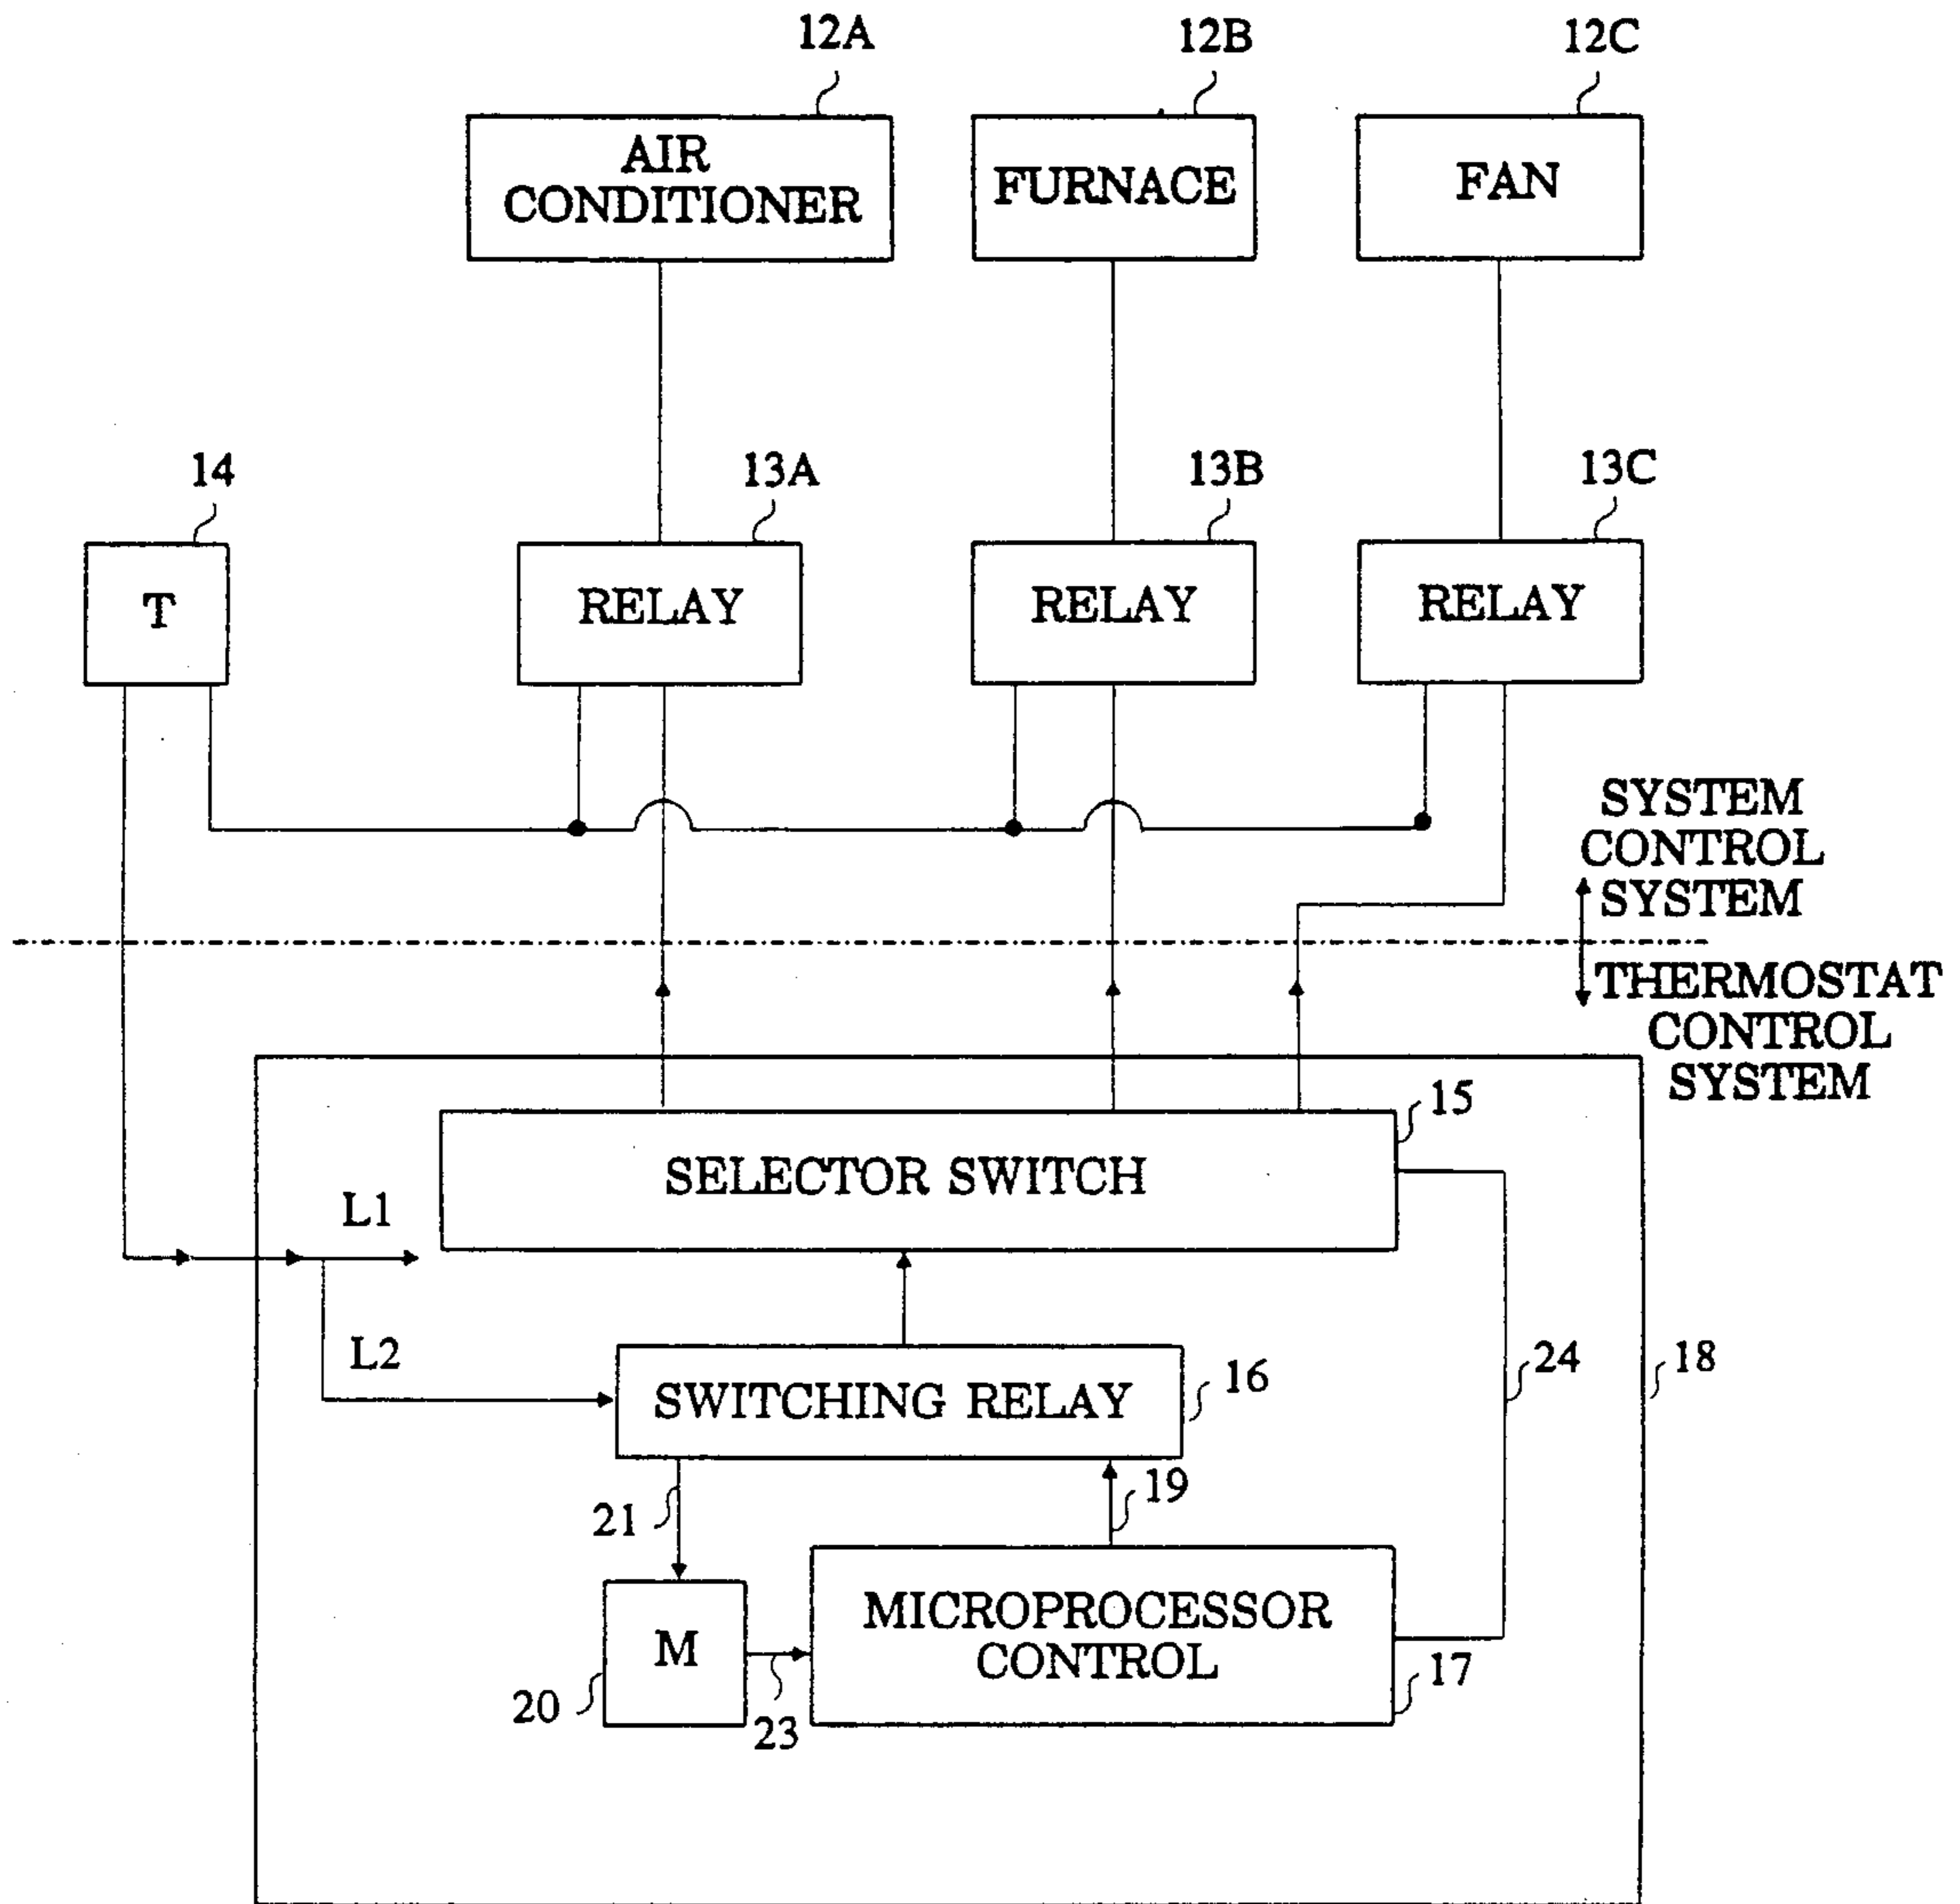 12A
12B
12C
AIR
CONDITIONER
FURNACE
FAN
14
13A
13B
13C
T
RELAY
RELAY
RELAY
SYSTEM
CONTROL
SYSTEM
THERMOSTAT
CONTROL
SYSTEM
15
SELECTOR SWITCH
L1
L2
SWITCHING RELAY
16
24
18
21
19
MICROPROCESSOR
CONTROL
M
20
23
17